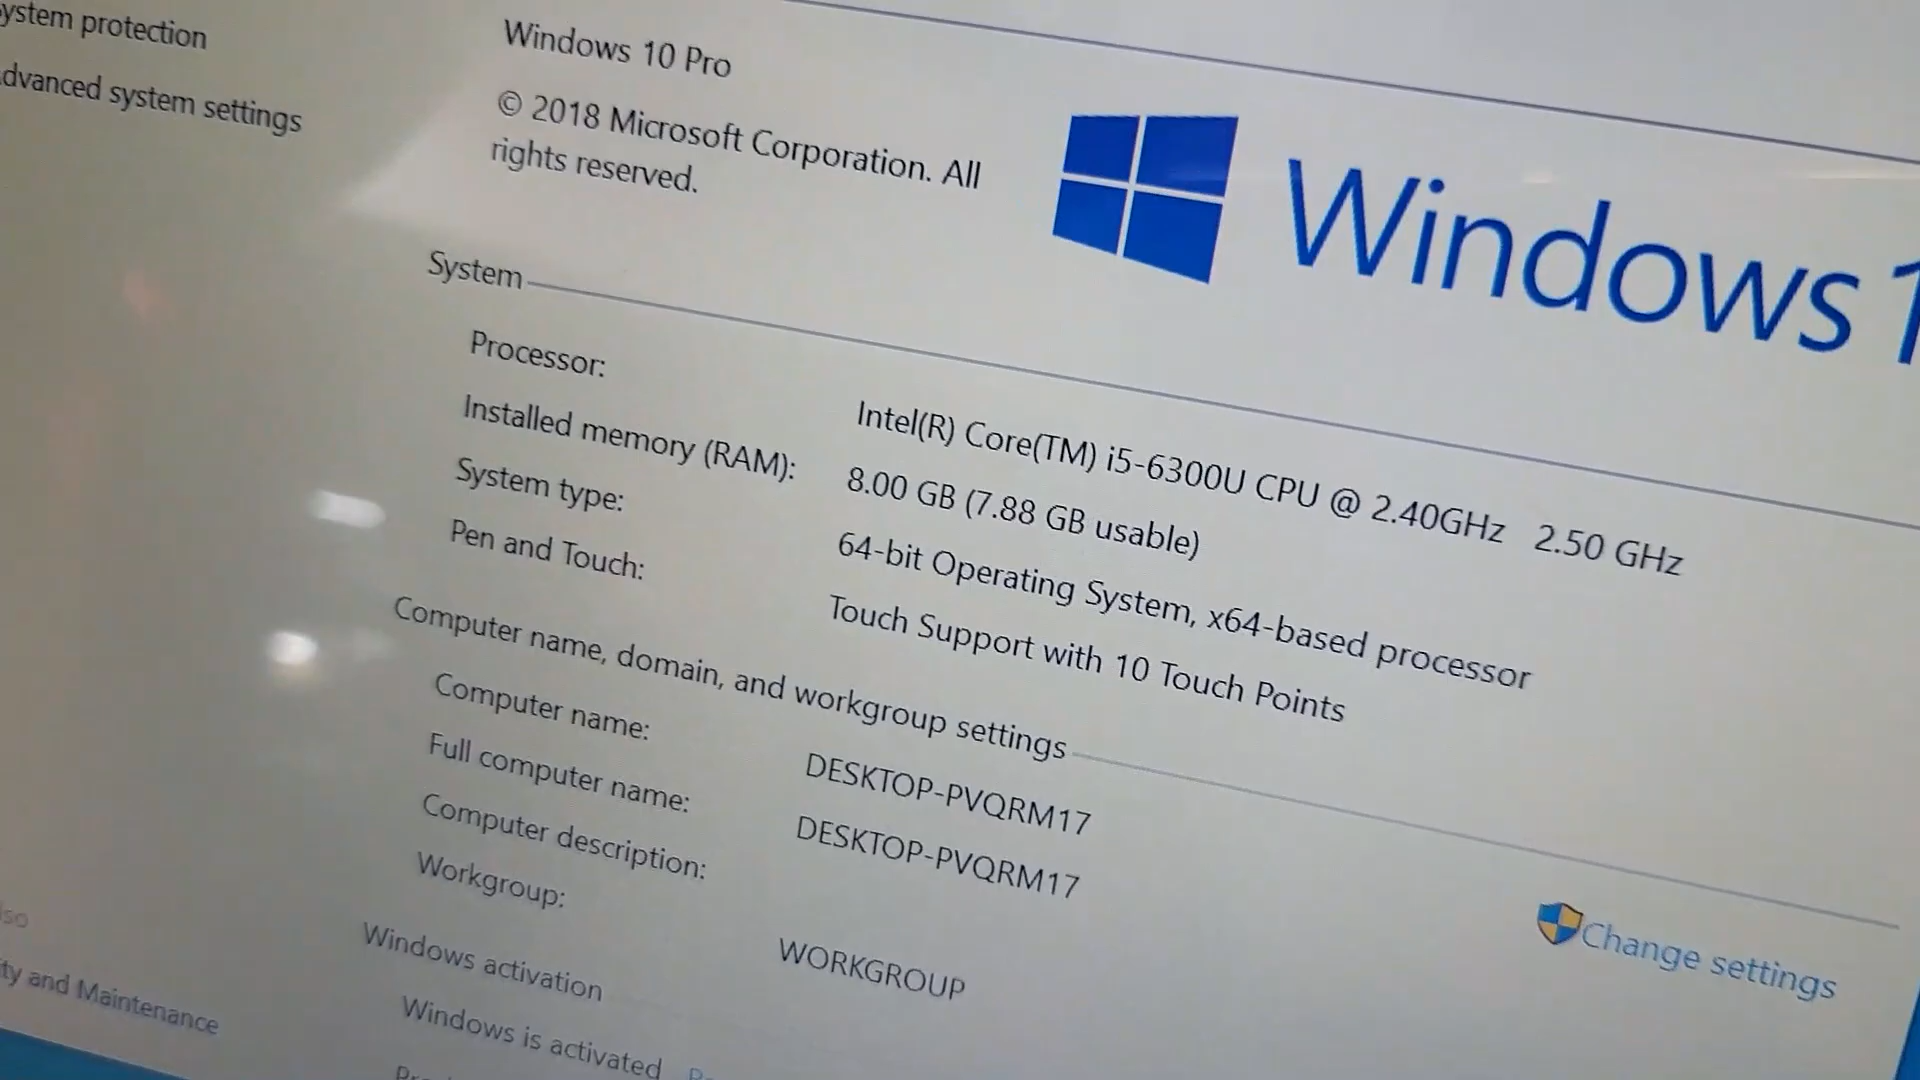 ystem protection
dvanced system settings
Windows 10 Pro
© 2018 Microsoft Corporation. All
rights reserved.
Windows 1
System
Processor: Intel(R) Core(TM) i5-6300U CPU @ 2.40GHz 2.50 GHz
Installed memory (RAM): 8.00 GB (7.88 GB usable)
System type: 64-bit Operating System, x64-based processor
Pen and Touch: Touch Support with 10 Touch Points
Computer name, domain, and workgroup settings
Computer name: DESKTOP-PVQRM17
Full computer name: DESKTOP-PVQRM17
Computer description:
Workgroup: WORKGROUP
Change settings
Windows activation
Windows is activated
lso
ity and Maintenance